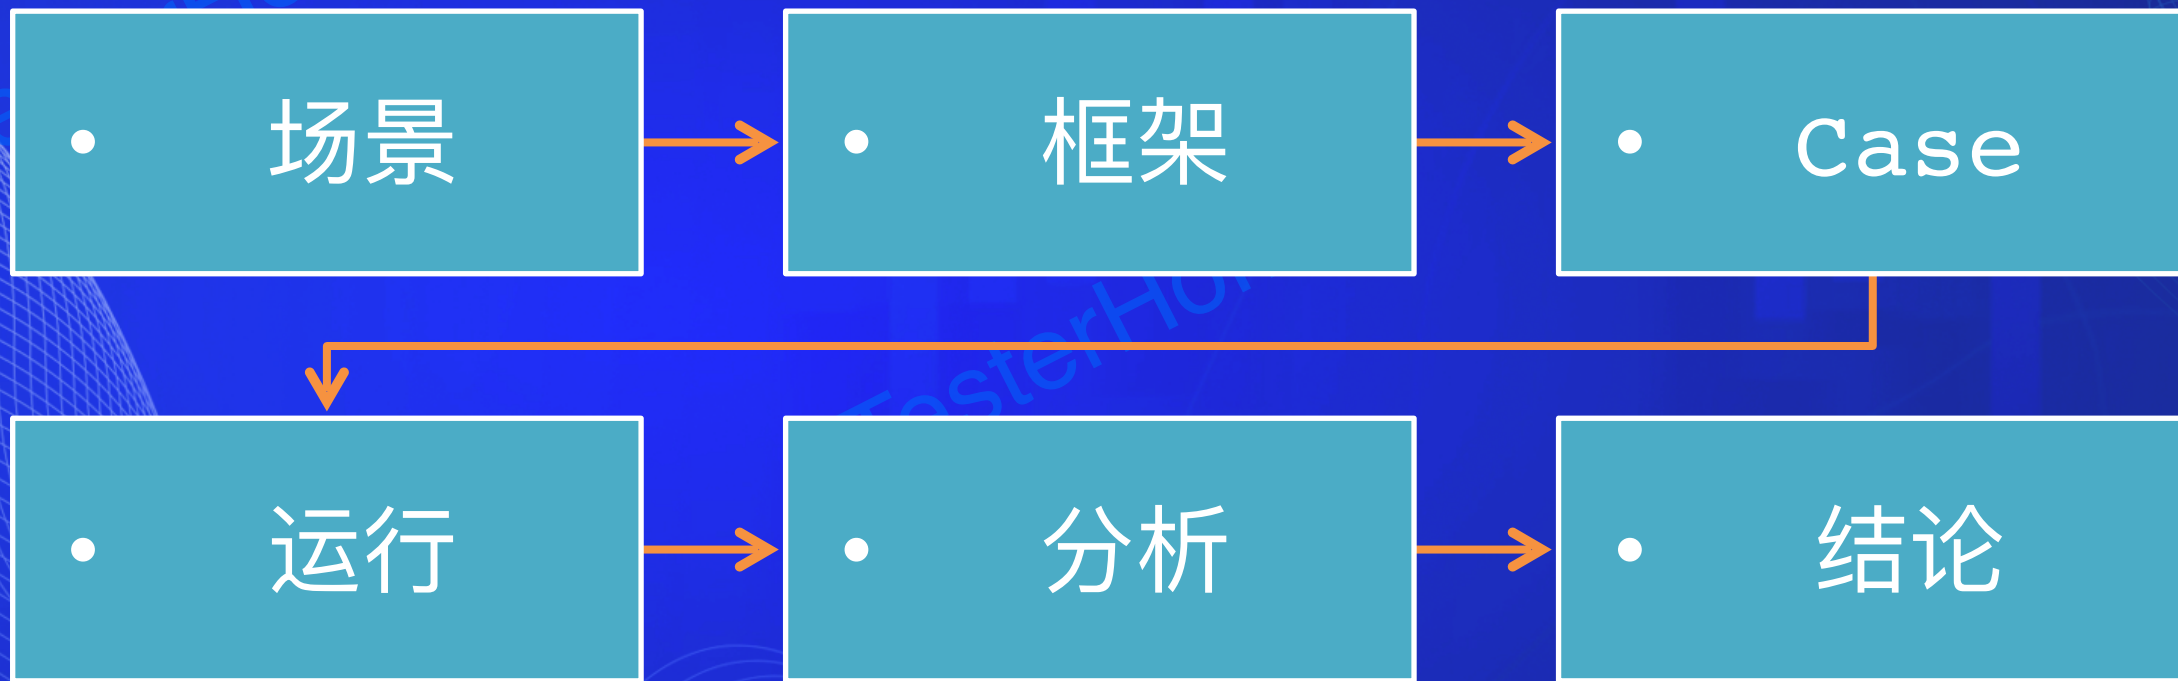 • 场景
• 框架
• Case
• 运行
• 分析
• 结论